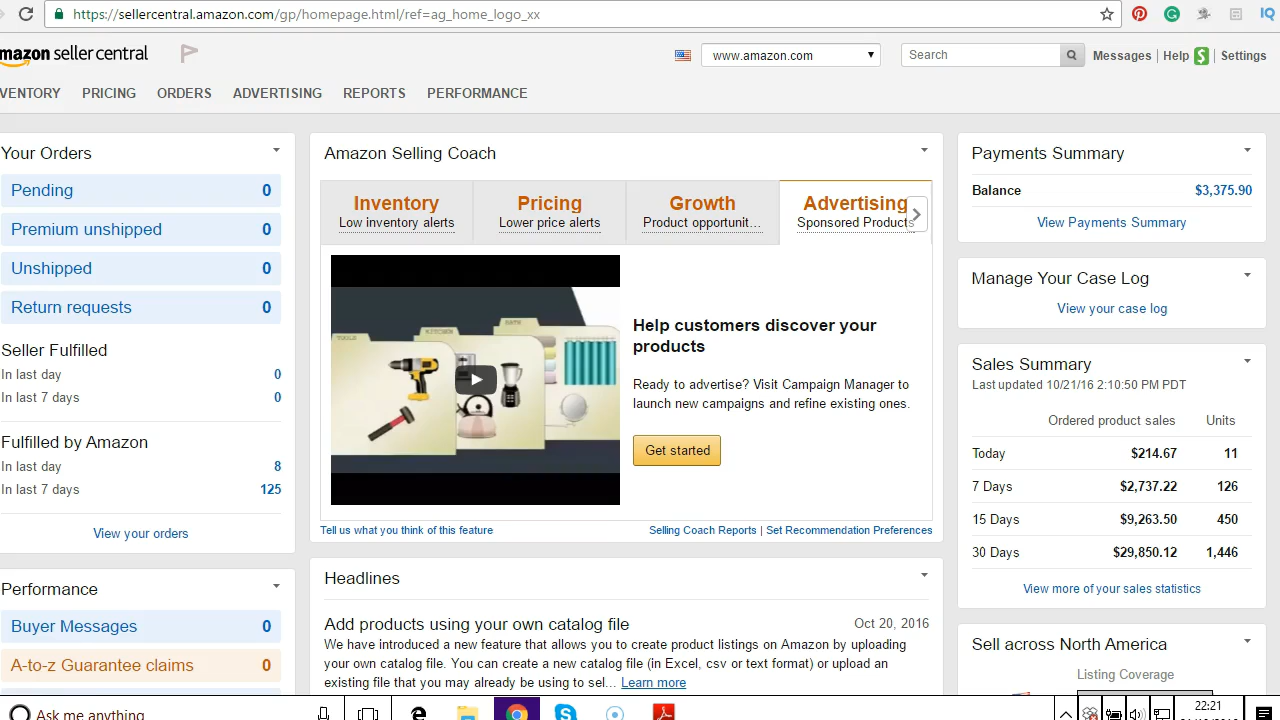 https://sellercentral.amazon.com/gp/homepage.html/ref=ag_home_logo_xx
mazon seller central
www.amazon.com
Search
Messages | Help $ | Settings
VENTORY PRICING ORDERS ADVERTISING REPORTS PERFORMANCE
Your Orders
Pending 0
Premium unshipped 0
Unshipped 0
Return requests 0
Seller Fulfilled
In last day 0
In last 7 days 0
Fulfilled by Amazon
In last day 8
In last 7 days 125
View your orders
Performance
Buyer Messages 0
A-to-z Guarantee claims 0
Amazon Selling Coach
Inventory
Low inventory alerts
Pricing
Lower price alerts
Growth
Product opportunit...
Advertising
Sponsored Products
TOOLS
KITCHEN
BATH
Help customers discover your
products
Ready to advertise? Visit Campaign Manager to
launch new campaigns and refine existing ones.
Get started
Tell us what you think of this feature
Selling Coach Reports | Set Recommendation Preferences
Headlines
Add products using your own catalog file Oct 20, 2016
We have introduced a new feature that allows you to create product listings on Amazon by uploading
your own catalog file. You can create a new catalog file (in Excel, csv or text format) or upload an
existing file that you may already be using to sel... Learn more
Payments Summary
Balance $3,375.90
View Payments Summary
Manage Your Case Log
View your case log
Sales Summary
Last updated 10/21/16 2:10:50 PM PDT
Ordered product sales Units
Today $214.67 11
7 Days $2,737.22 126
15 Days $9,263.50 450
30 Days $29,850.12 1,446
View more of your sales statistics
Sell across North America
Listing Coverage
Ask me anything
22:21